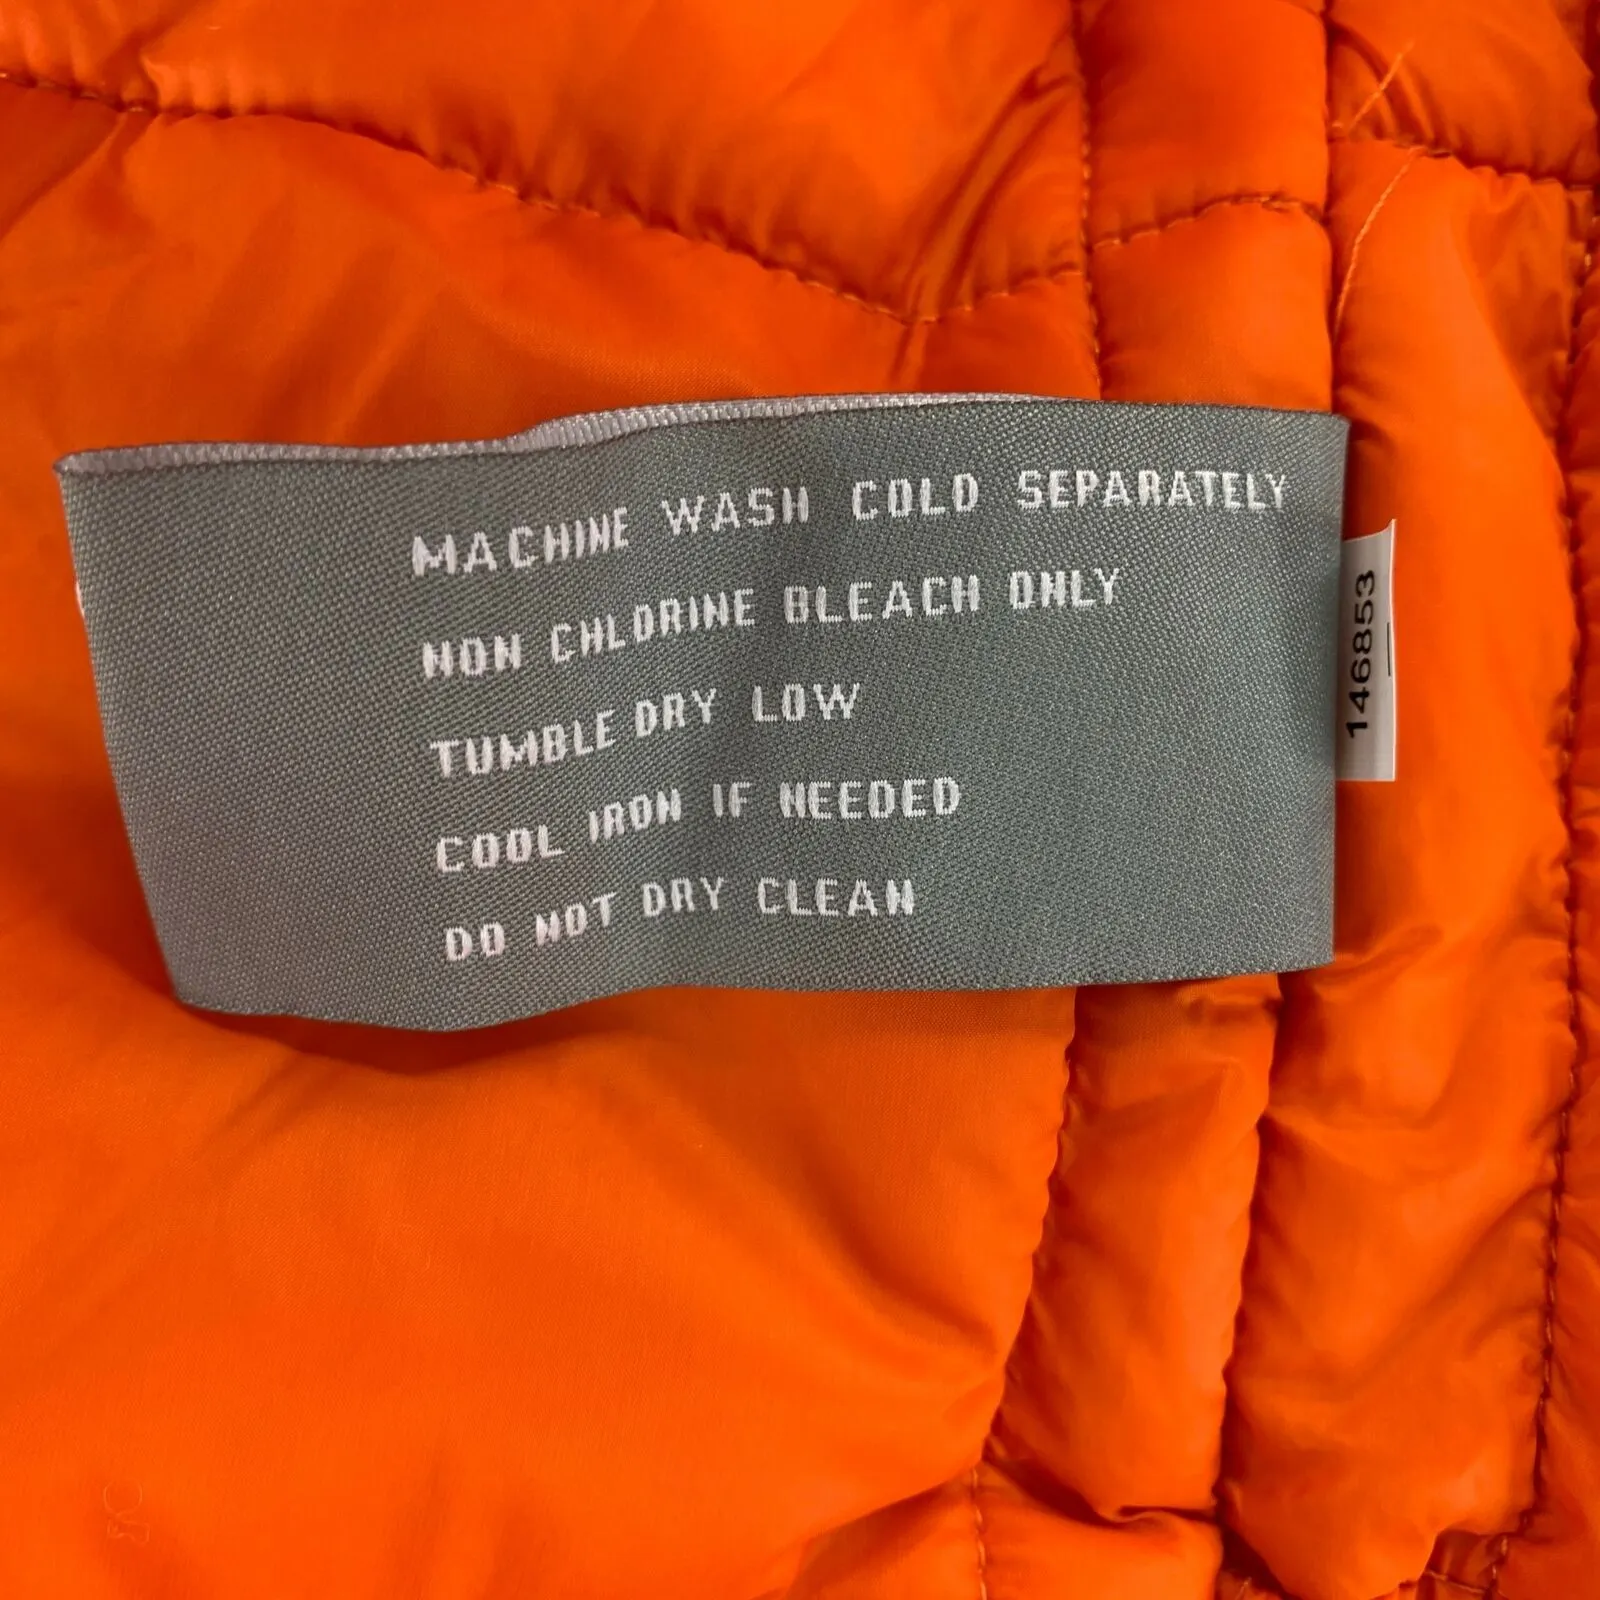 MACHINE WASH COLD SEPARATELY
NON CHLORINE BLEACH ONLY
TUMBLE DRY LOW
COOL IRON IF NEEDED
DO NOT DRY CLEAN
146853